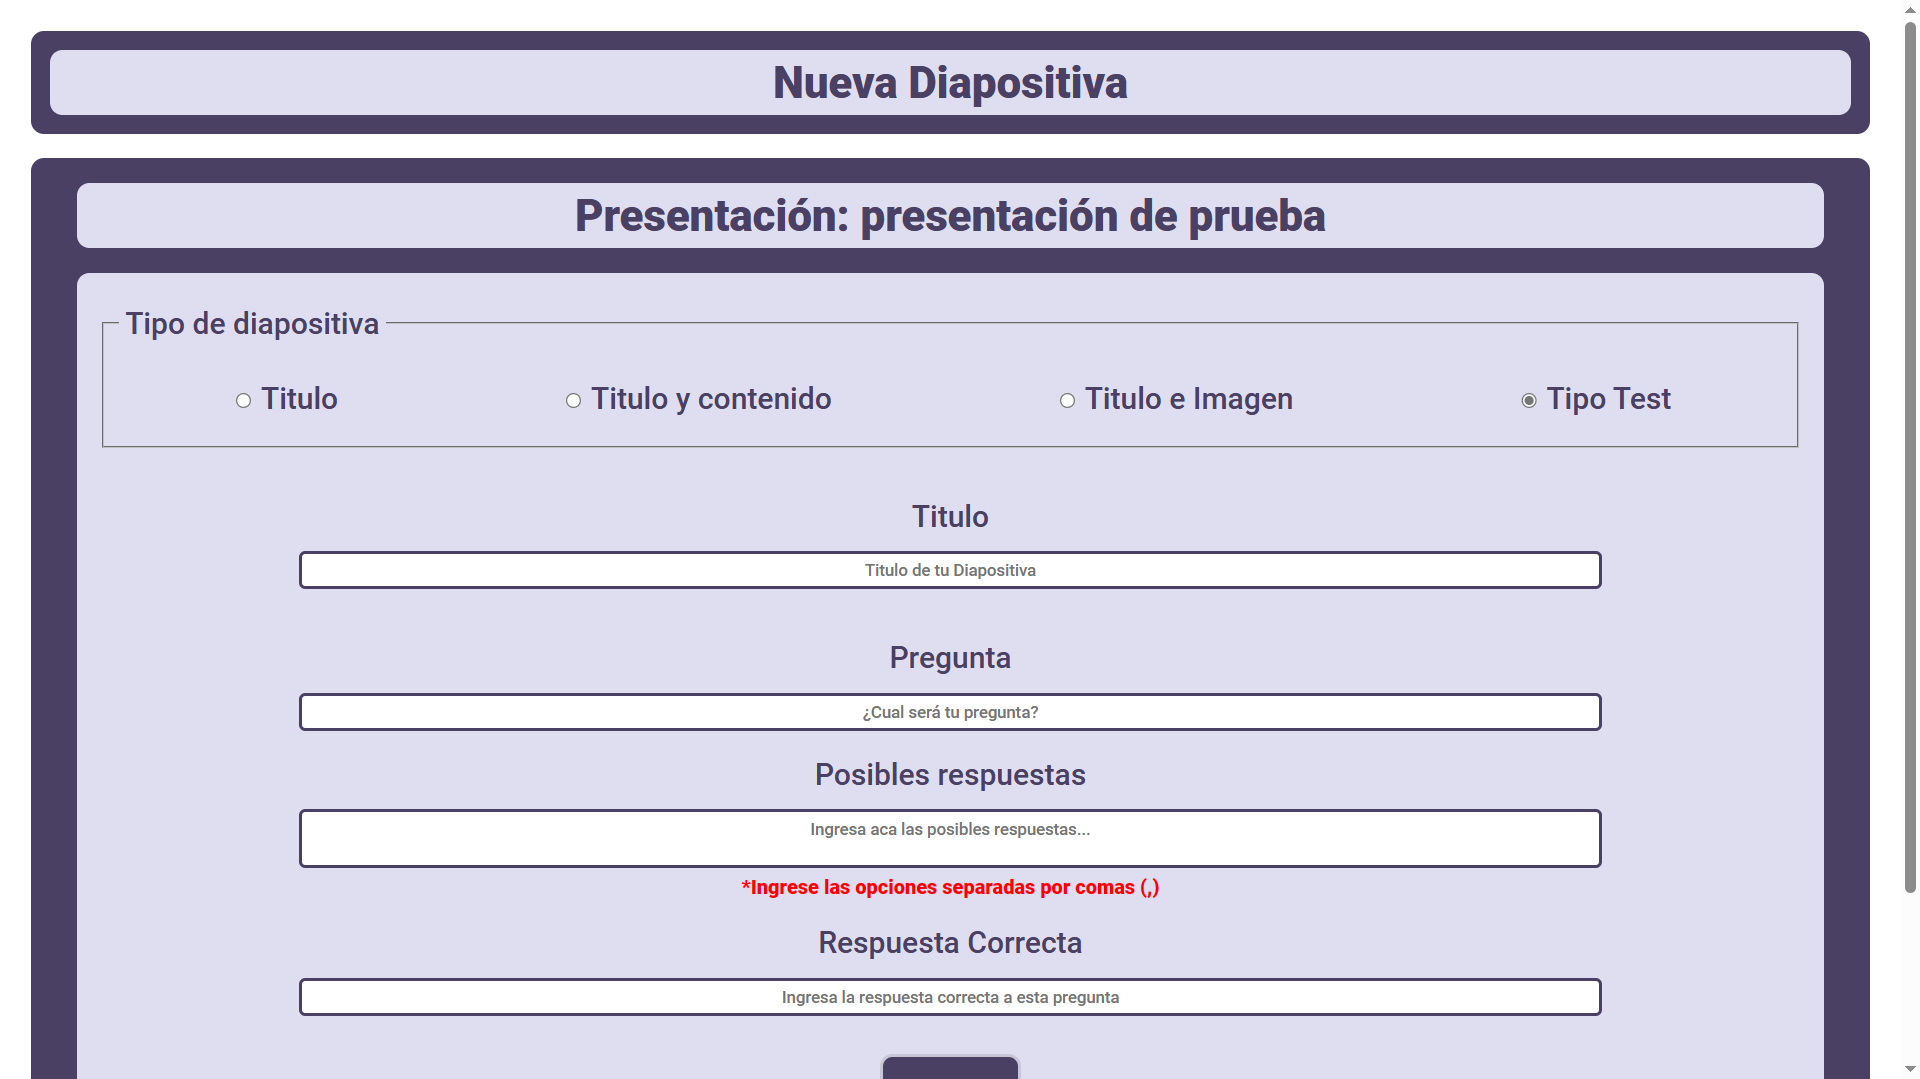 Nueva Diapositiva
Presentación: presentación de prueba
Tipo de diapositiva
Titulo
Titulo y contenido
Titulo e Imagen
Tipo Test
Titulo
Titulo de tu Diapositiva
Pregunta
¿Cual será tu pregunta?
Posibles respuestas
Ingresa aca las posibles respuestas...
*Ingrese las opciones separadas por comas (,)
Respuesta Correcta
Ingresa la respuesta correcta a esta pregunta